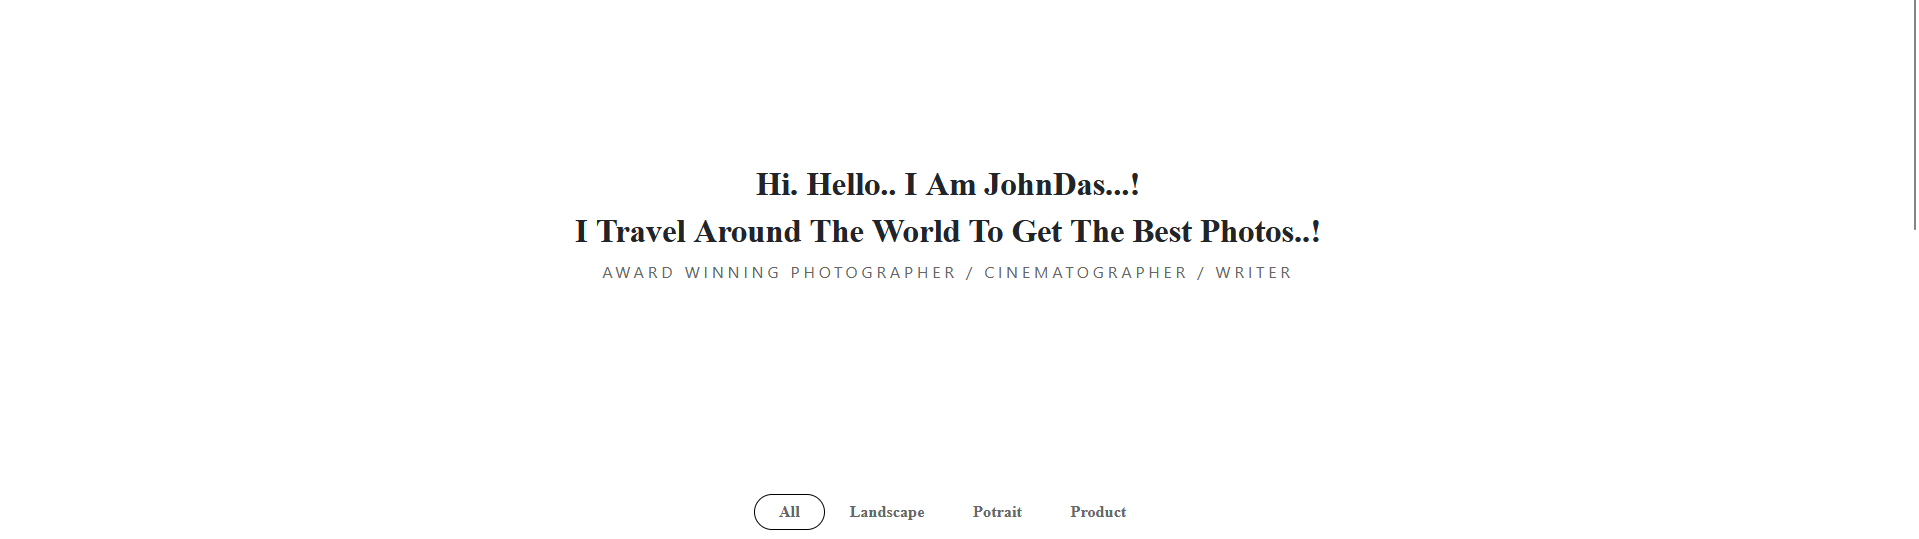 Hi. Hello.. I Am JohnDas...!
I Travel Around The World To Get The Best Photos..!
AWARD WINNING PHOTOGRAPHER / CINEMATOGRAPHER / WRITER
All Landscape Potrait Product